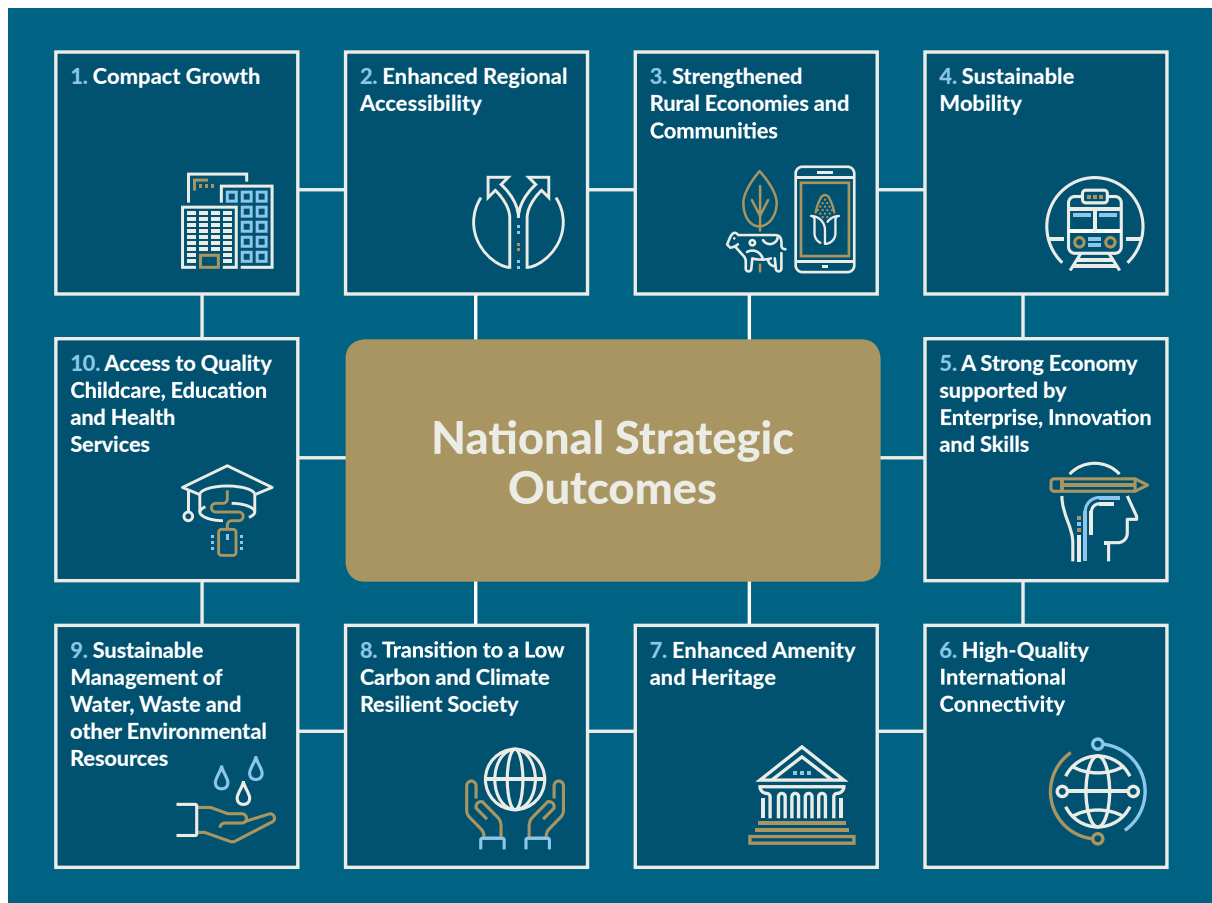 1. Compact Growth
2. Enhanced Regional
Accessibility
3. Strengthened
Rural Economies and
Communities
4. Sustainable
Mobility
10. Access to Quality
Childcare, Education
and Health
Services
National Strategic
Outcomes
5. A Strong Economy
supported by
Enterprise, Innovation
and Skills
9. Sustainable
Management of
Water, Waste and
other Environmental
Resources
8. Transition to a Low
Carbon and Climate
Resilient Society
7. Enhanced Amenity
and Heritage
6. High-Quality
International
Connectivity